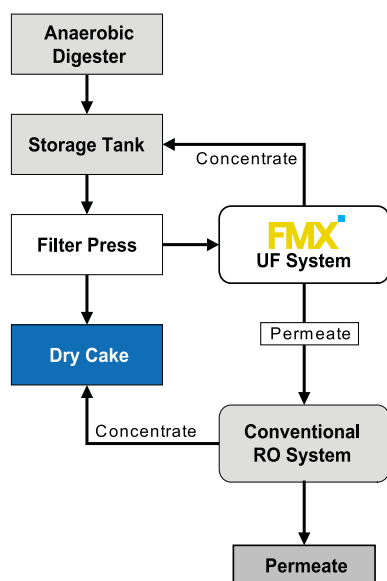 Anaerobic
Digester
Storage Tank
Concentrate
Filter Press
FMX
UF System
Permeate
Dry Cake
Concentrate
Conventional
RO System
Permeate